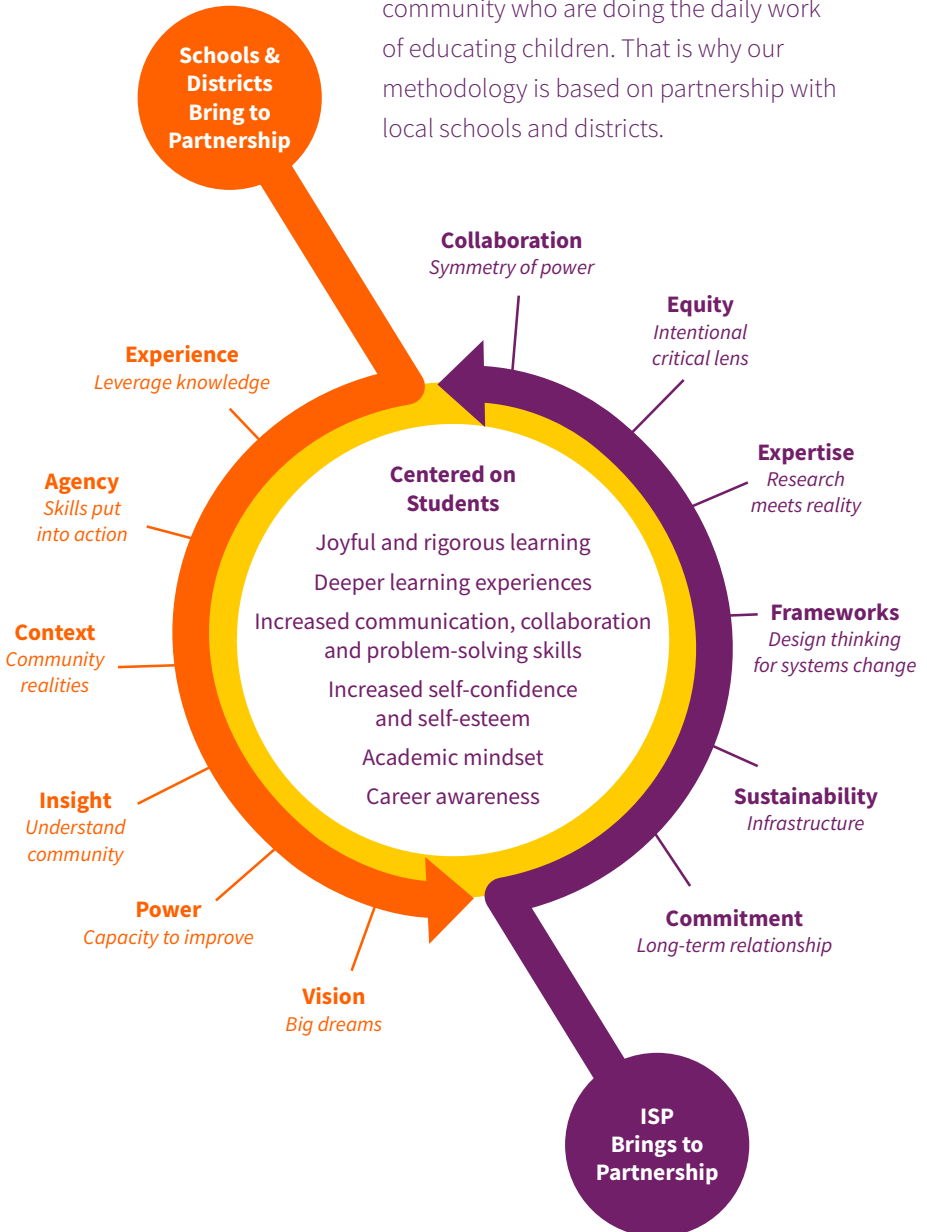 community who are doing the daily work
of educating children. That is why our
methodology is based on partnership with
local schools and districts.
Schools &
Districts
Bring to
Partnership
Collaboration
Symmetry of power
Equity
Intentional
critical lens
Expertise
Research
meets reality
Frameworks
Design thinking
for systems change
Sustainability
Infrastructure
Commitment
Long-term relationship
Experience
Leverage knowledge
Agency
Skills put
into action
Context
Community
realities
Insight
Understand
community
Power
Capacity to improve
Vision
Big dreams
Centered on
Students
Joyful and rigorous learning
Deeper learning experiences
Increased communication, collaboration
and problem-solving skills
Increased self-confidence
and self-esteem
Academic mindset
Career awareness
ISP
Brings to
Partnership